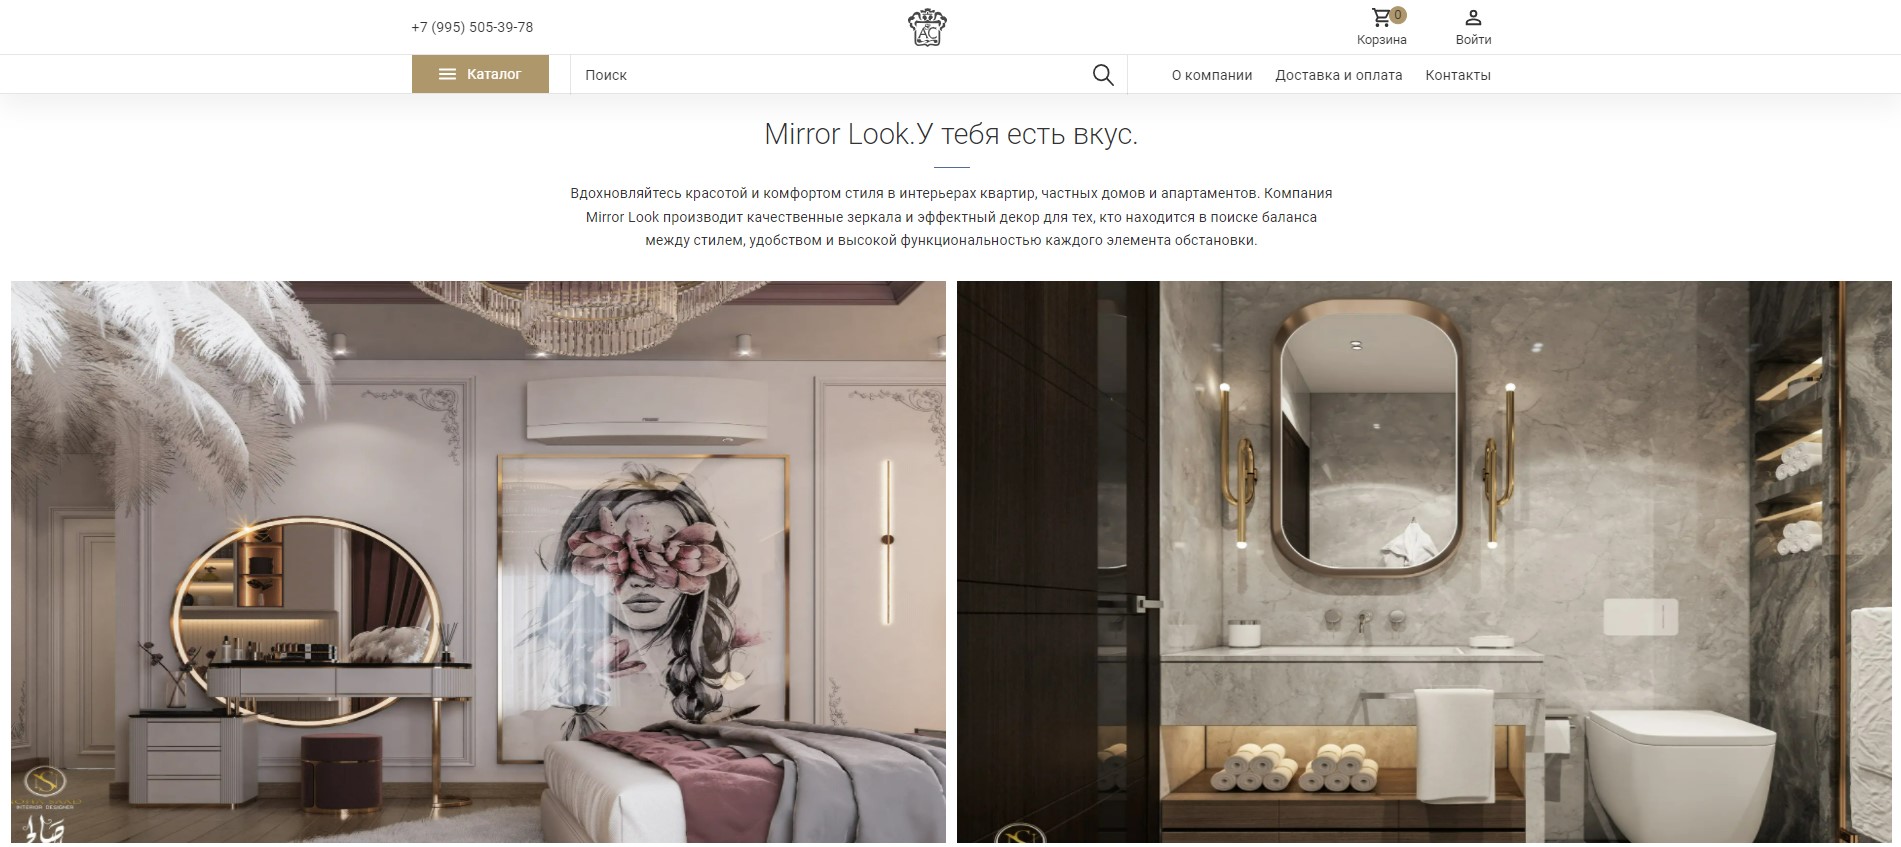 +7 (995) 505-39-78
AC
0
Корзина
Войти
Каталог
Поиск
О компании
Доставка и оплата
Контакты
Mirror Look.У тебя есть вкус.
Вдохновляйтесь красотой и комфортом стиля в интерьерах квартир, частных домов и апартаментов. Компания
Mirror Look производит качественные зеркала и эффектный декор для тех, кто находится в поиске баланса
между стилем, удобством и высокой функциональностью каждого элемента обстановки.
INTERIOR DESIGNER